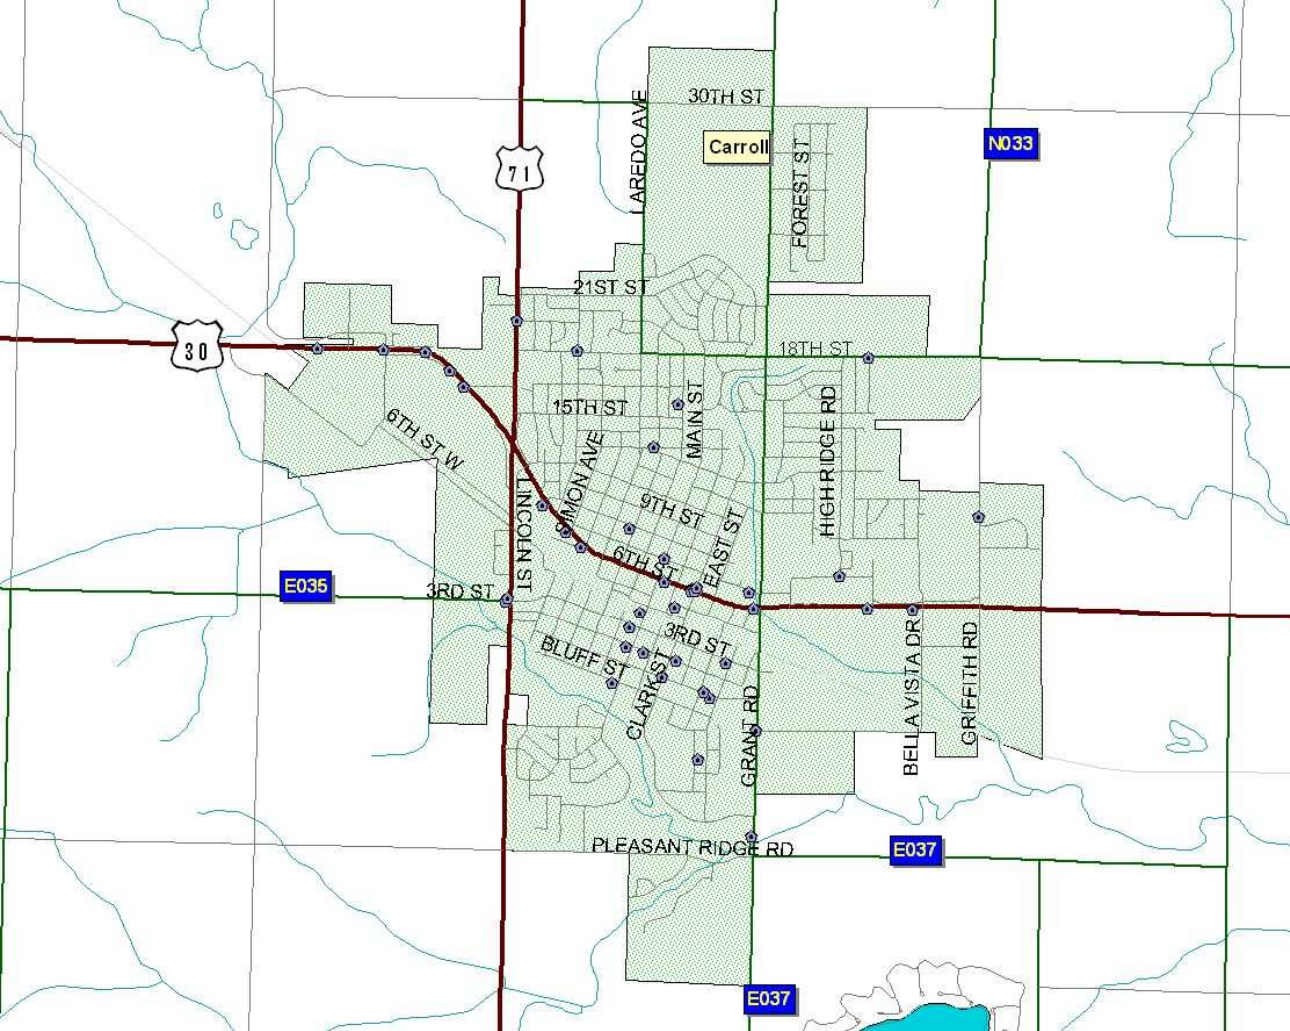 30TH ST
LAREDO AVE
Carroll
N033
71
FOREST ST
21ST ST
30
18TH ST
15TH ST
MAIN ST
HIGH RIDGE RD
6TH ST W
SIMON AVE
LINCOLN ST
9TH ST
EAST ST
6TH ST
E035
3RD ST
3RD ST
BLUFF ST
CLARK ST
GRANT RD
BELLA VISTA DR
GRIFFITH RD
PLEASANT RIDGE RD
E037
E037